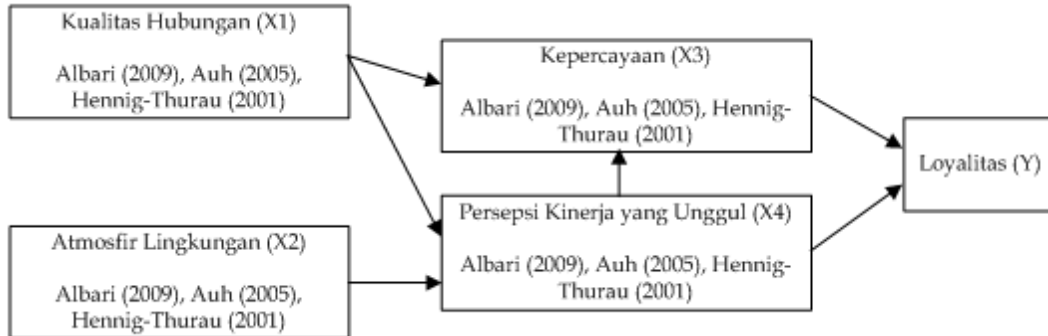 Kualitas Hubungan (X1)
Albari (2009), Auh (2005),
Hennig-Thurau (2001)
Kepercayaan (X3)
Albari (2009), Auh (2005), Hennig-
Thurau (2001)
Loyalitas (Y)
Persepsi Kinerja yang Unggul (X4)
Albari (2009), Auh (2005), Hennig-
Thurau (2001)
Atmosfir Lingkungan (X2)
Albari (2009), Auh (2005),
Hennig-Thurau (2001)